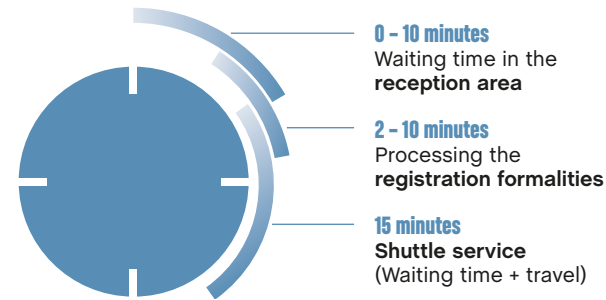 0 – 10 minutes
Waiting time in the
reception area
2 – 10 minutes
Processing the
registration formalities
15 minutes
Shuttle service
(Waiting time + travel)